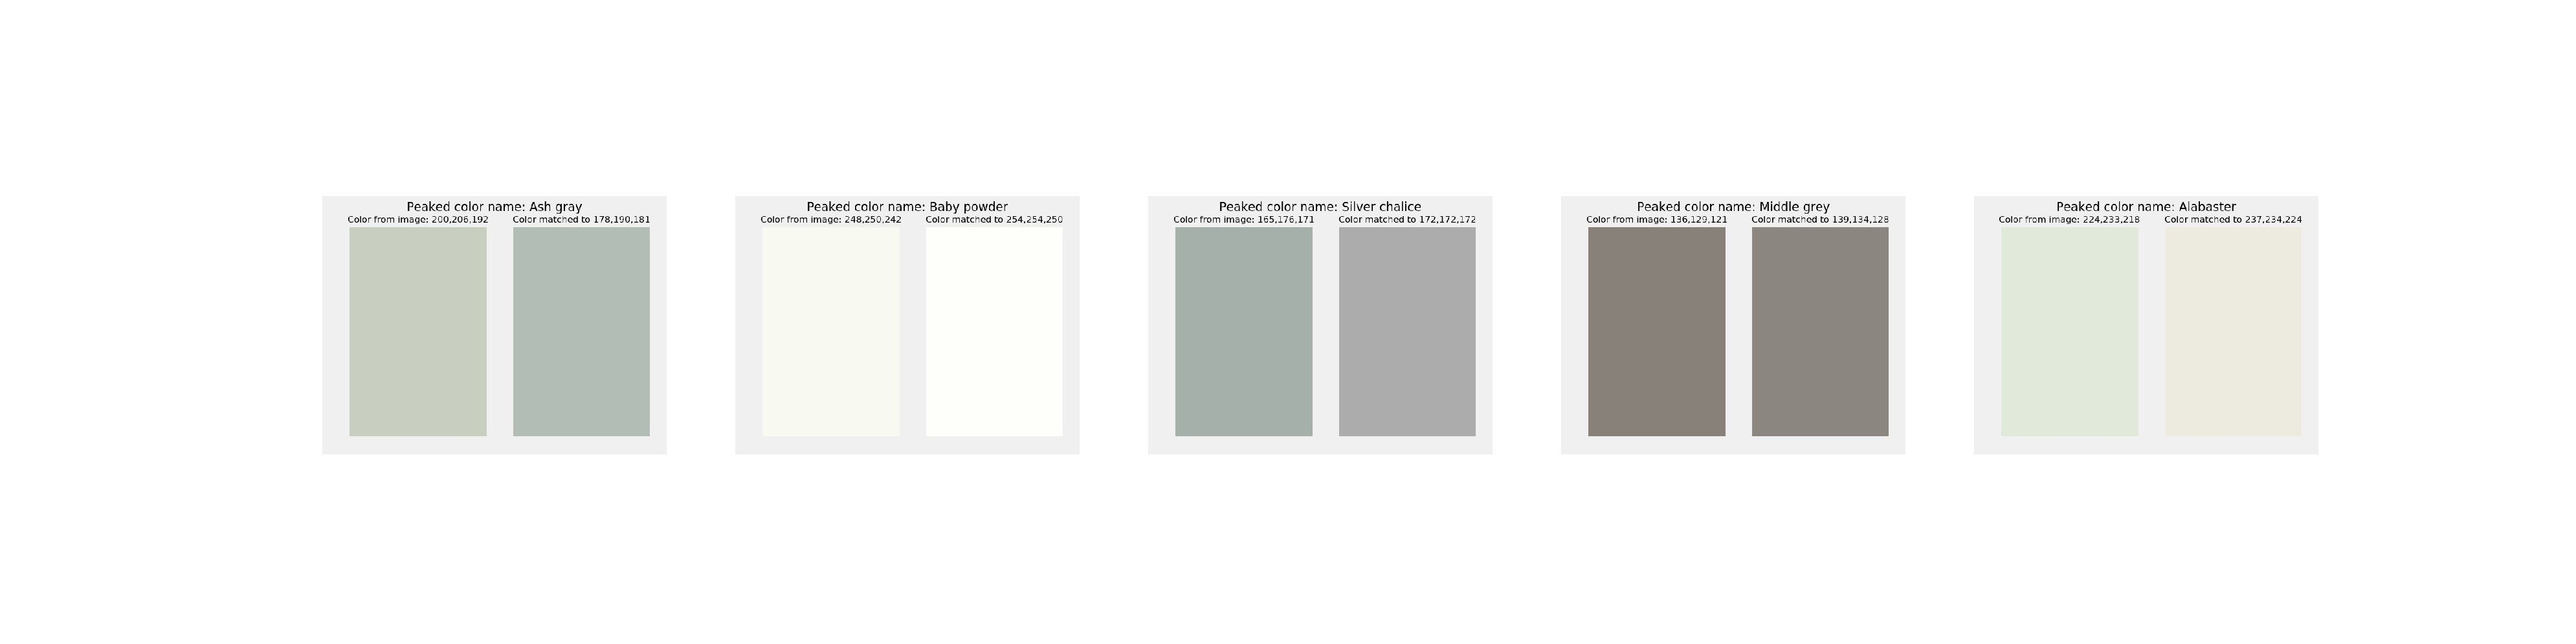 Peaked color name: Ash gray
Color from image: 200,206,192
Color matched to 178,190,181
Peaked color name: Baby powder
Color from image: 248,250,242
Color matched to 254,254,250
Peaked color name: Silver chalice
Color from image: 165,176,171
Color matched to 172,172,172
Peaked color name: Middle grey
Color from image: 136,129,121
Color matched to 139,134,128
Peaked color name: Alabaster
Color from image: 224,233,218
Color matched to 237,234,224